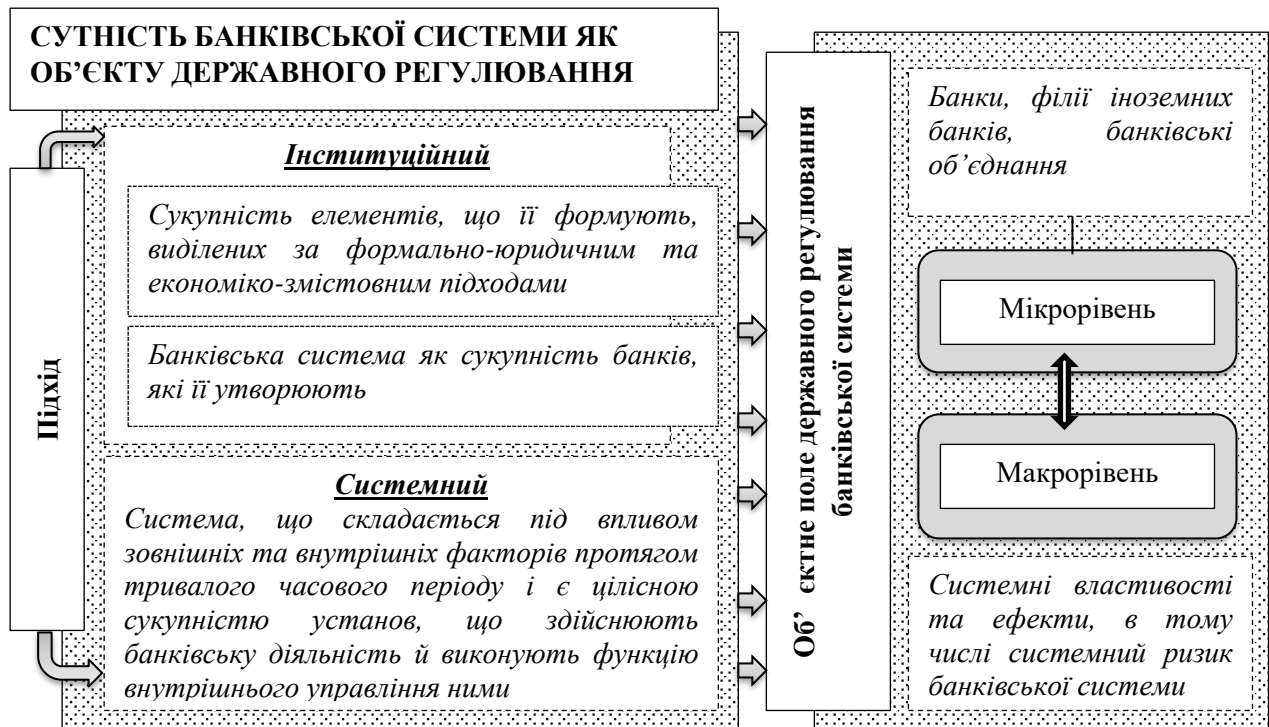 СУТНІСТЬ БАНКІВСЬКОЇ СИСТЕМИ ЯК
ОБ’ЄКТУ ДЕРЖАВНОГО РЕГУЛЮВАННЯ
Підхід
Інституційний
Сукупність елементів, що її формують,
виділених за формально-юридичним та
економіко-змістовним підходами
Банківська система як сукупність банків,
які її утворюють
Системний
Система, що складається під впливом
зовнішніх та внутрішніх факторів протягом
тривалого часового періоду і є цілісною
сукупністю установ, що здійснюють
банківську діяльність й виконують функцію
внутрішнього управління ними
Об’ єктне поле державного регулювання
банківської системи
Банки, філії іноземних
банків, банківські
об’єднання
Мікрорівень
Макрорівень
Системні властивості
та ефекти, в тому
числі системний ризик
банківської системи